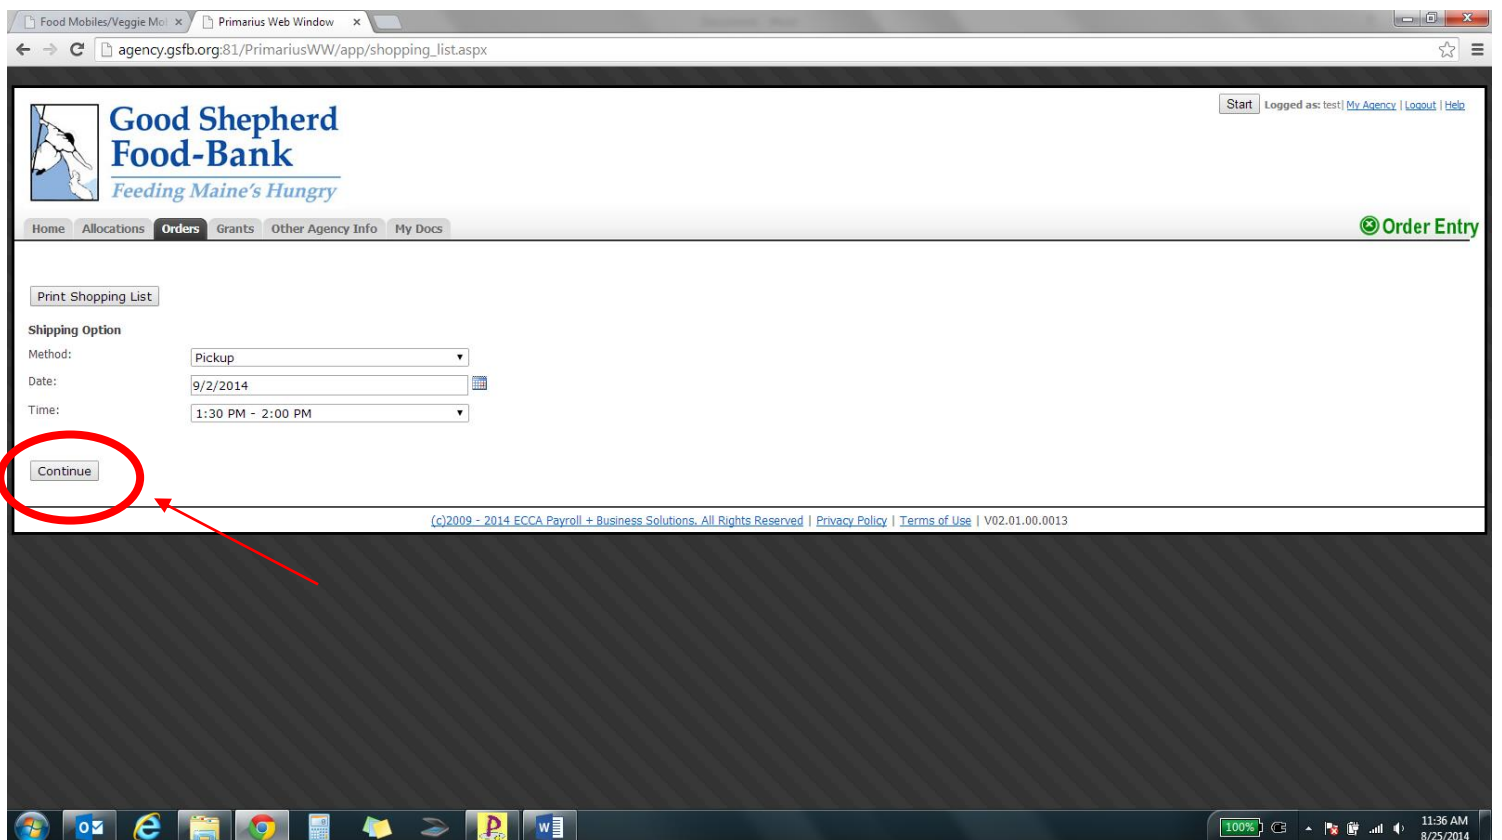 Food Mobiles/Veggie Mo
Primarius Web Window
agency.gsfb.org:81/PrimariusWW/app/shopping_list.aspx
Start Logged as: test| My Agency | Logout | Help
Good Shepherd
Food-Bank
Feeding Maine's Hungry
Home Allocations Orders Grants Other Agency Info My Docs
Order Entry
Print Shopping List
Shipping Option
Method: Pickup
Date: 9/2/2014
Time: 1:30 PM - 2:00 PM
Continue
(c)2009 - 2014 ECCA Payroll + Business Solutions. All Rights Reserved | Privacy Policy | Terms of Use | V02.01.00.0013
100%
11:36 AM
8/25/2014